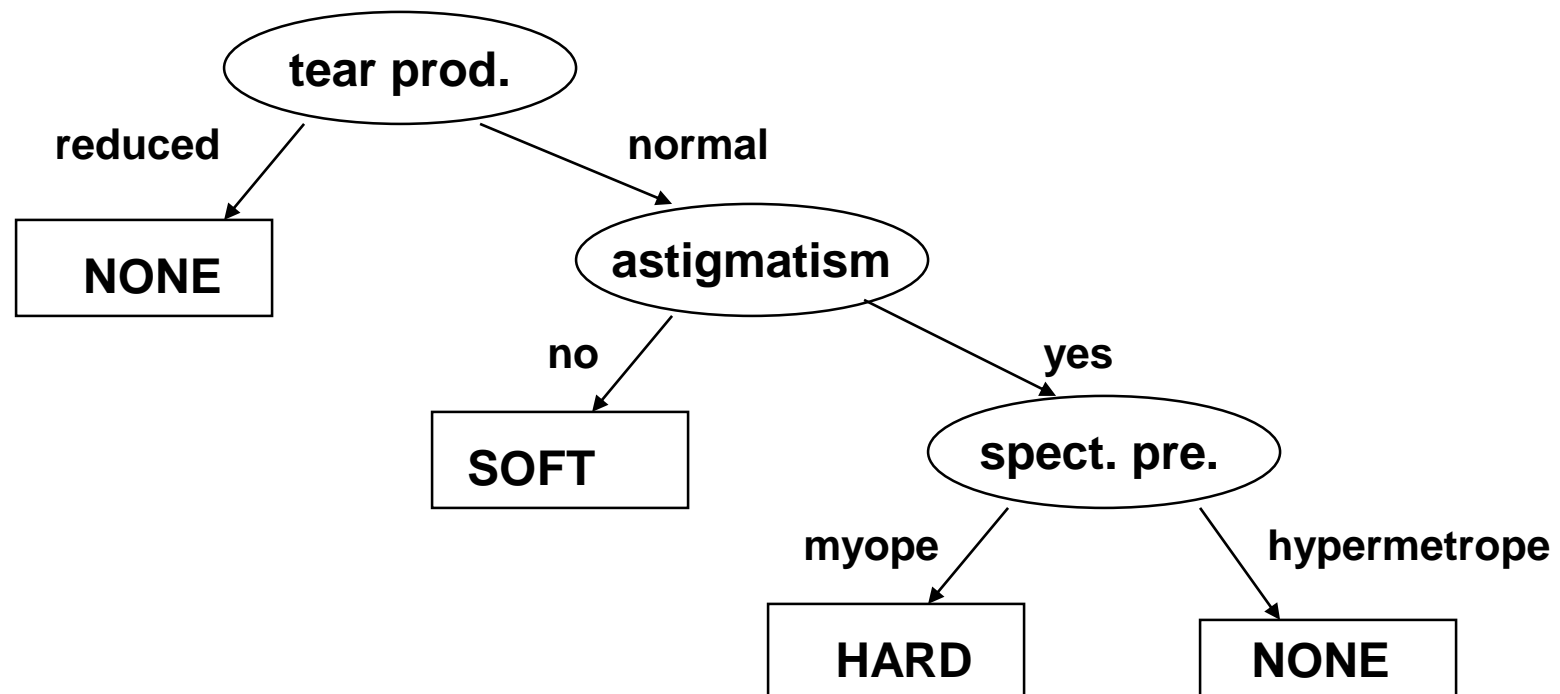 tear prod.
reduced
normal
NONE
astigmatism
no
yes
SOFT
spect. pre.
myope
hypermetrope
HARD
NONE